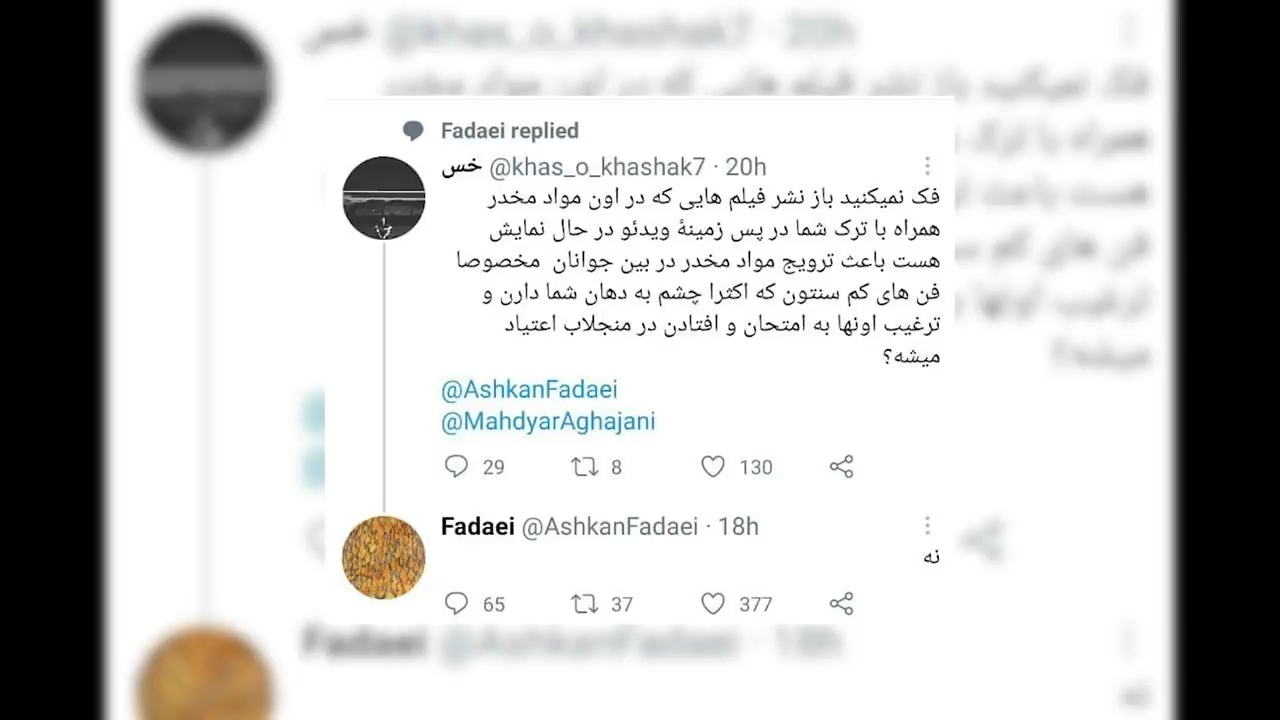 Fadaei replied
خس @khas_o_khashak7 · 20h
فک نمیکنید باز نشر فیلم هایی که در اون مواد مخدر
همراه با ترک شما در پس زمینهٔ ویدئو در حال نمایش
هست باعث ترویج مواد مخدر در بین جوانان مخصوصا
فن های کم سنتون که اکثرا چشم به دهان شما دارن و
ترغیب اونها به امتحان و افتادن در منجلاب اعتیاد
میشه؟
@AshkanFadaei
@MahdyarAghajani
29 8 130
Fadaei @AshkanFadaei · 18h
نه
65 37 377